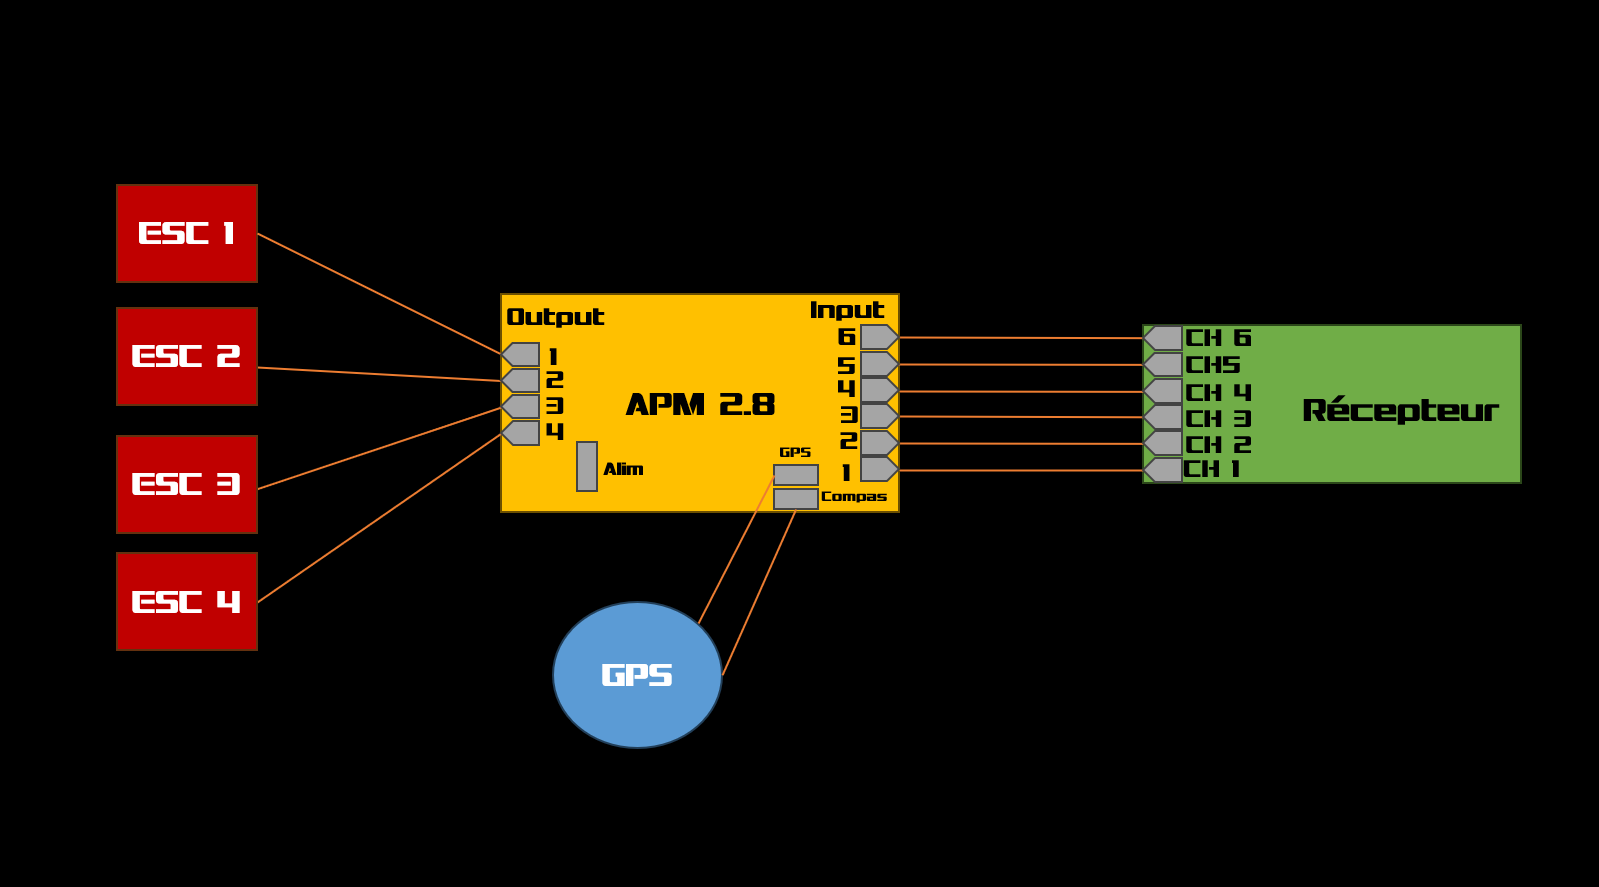 ESC 1
ESC 2
ESC 3
ESC 4
Output
1
2
3
4
Alim
APM 2.8
Input
6
5
4
3
2
1
GPS
Compas
GPS
CH 6
CH5
CH 4
CH 3
CH 2
CH 1
Récepteur